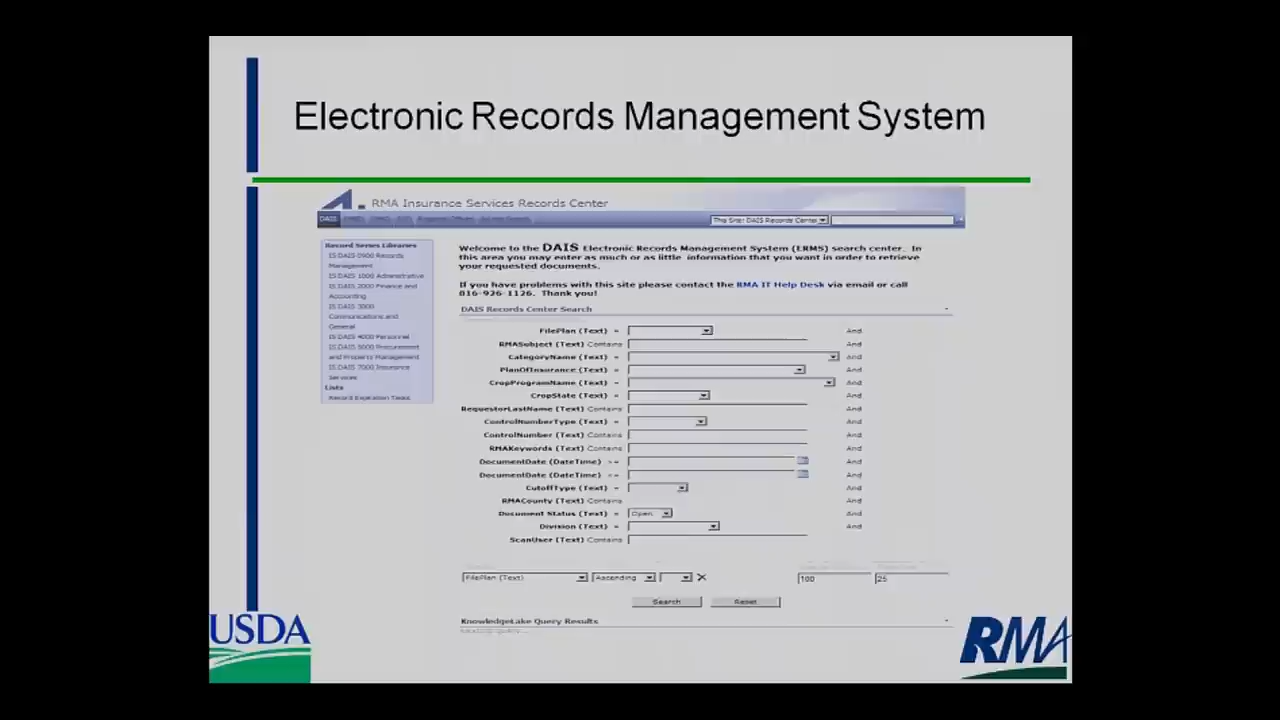 Electronic Records Management System
RMA Insurance Services Records Center
DAIS
This Site: DAIS Records Center
Record Series Libraries
IS DAIS 0900 Records
Management
IS DAIS 1000 Administrative
IS DAIS 2000 Finance and
Accounting
IS DAIS 3000
Communications and
General
IS DAIS 4000 Personnel
IS DAIS 5000 Procurement
and Property Management
IS DAIS 7000 Insurance
Services
Lists
Record Expiration Tasks
Welcome to the DAIS Electronic Records Management System (ERMS) search center. In
this area you may enter as much or as little information that you want in order to retrieve
your requested documents.
If you have problems with this site please contact the RMA IT Help Desk via email or call
816-926-1126. Thank you!
DAIS Records Center Search
FilePlan (Text) = And
RMASubject (Text) Contains And
CategoryName (Text) = And
PlanOfInsurance (Text) = And
CropProgramName (Text) = And
CropState (Text) = And
RequestorLastName (Text) Contains And
ControlNumberType (Text) = And
ControlNumber (Text) Contains And
RMAKeywords (Text) Contains And
DocumentDate (DateTime) >= And
DocumentDate (DateTime) <= And
CutoffType (Text) = And
RMACounty (Text) Contains And
Document Status (Text) = Open And
Division (Text) = And
ScanUser (Text) Contains
FilePlan (Text) Ascending 100 25
Search Reset
KnowledgeLake Query Results
USDA
RMA